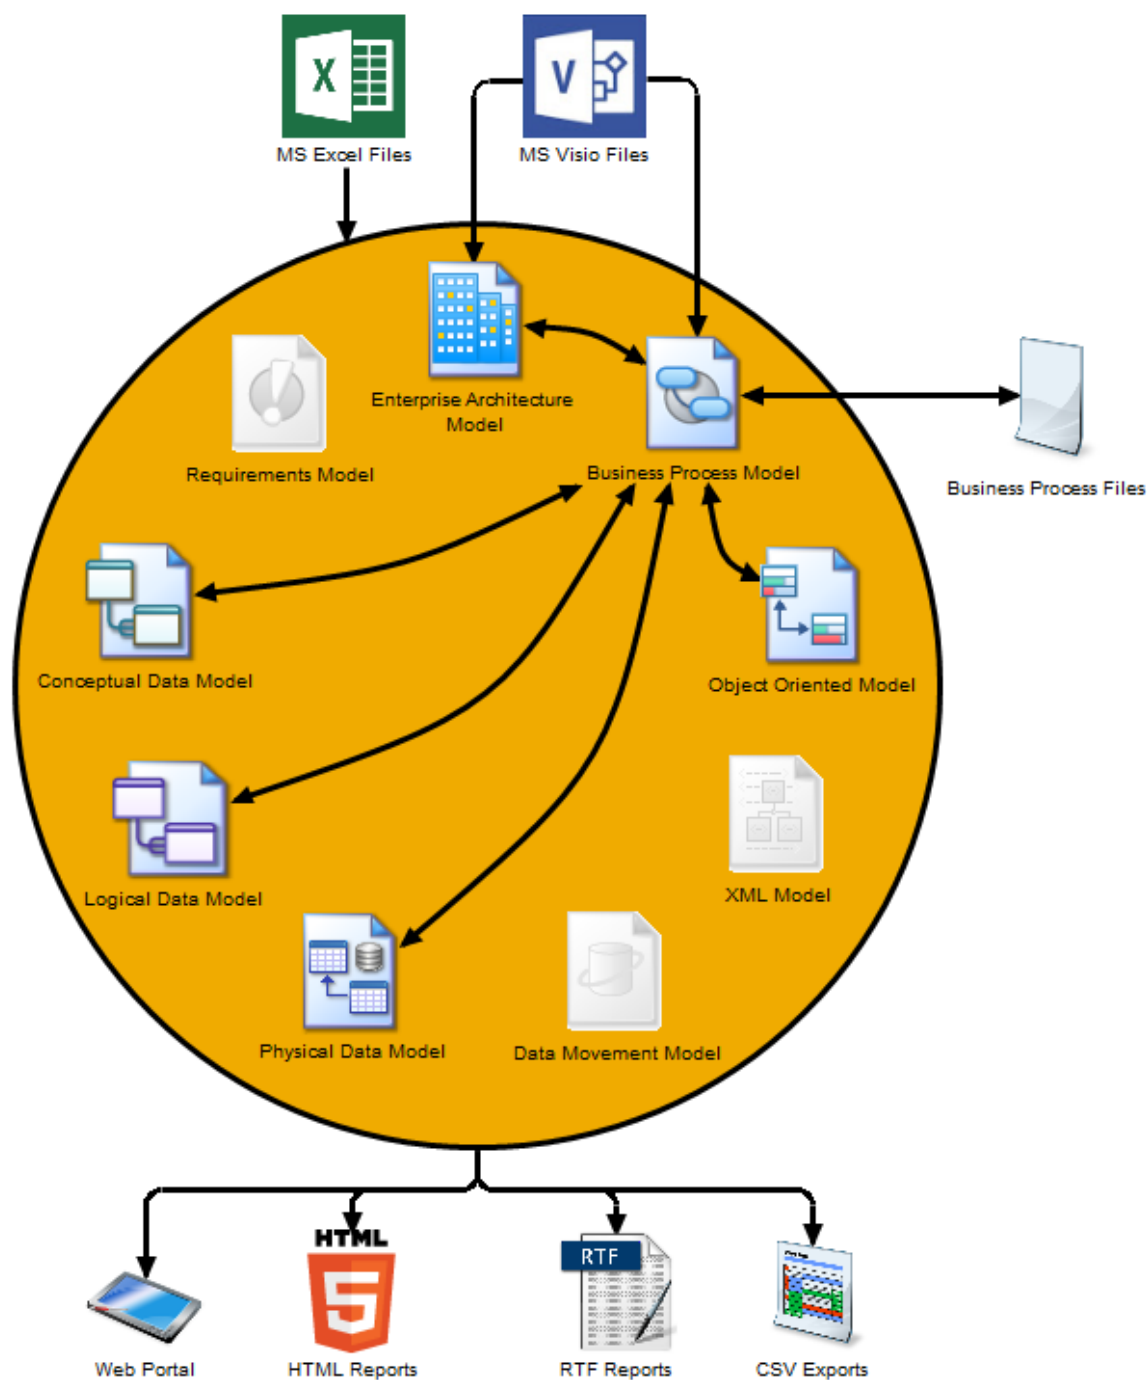 X
V
MS Excel Files
MS Visio Files
Enterprise Architecture
Model
Requirements Model
Business Process Model
Business Process Files
Conceptual Data Model
Object Oriented Model
Logical Data Model
XML Model
Physical Data Model
Data Movement Model
HTML
5
RTF
Web Portal
HTML Reports
RTF Reports
CSV Exports